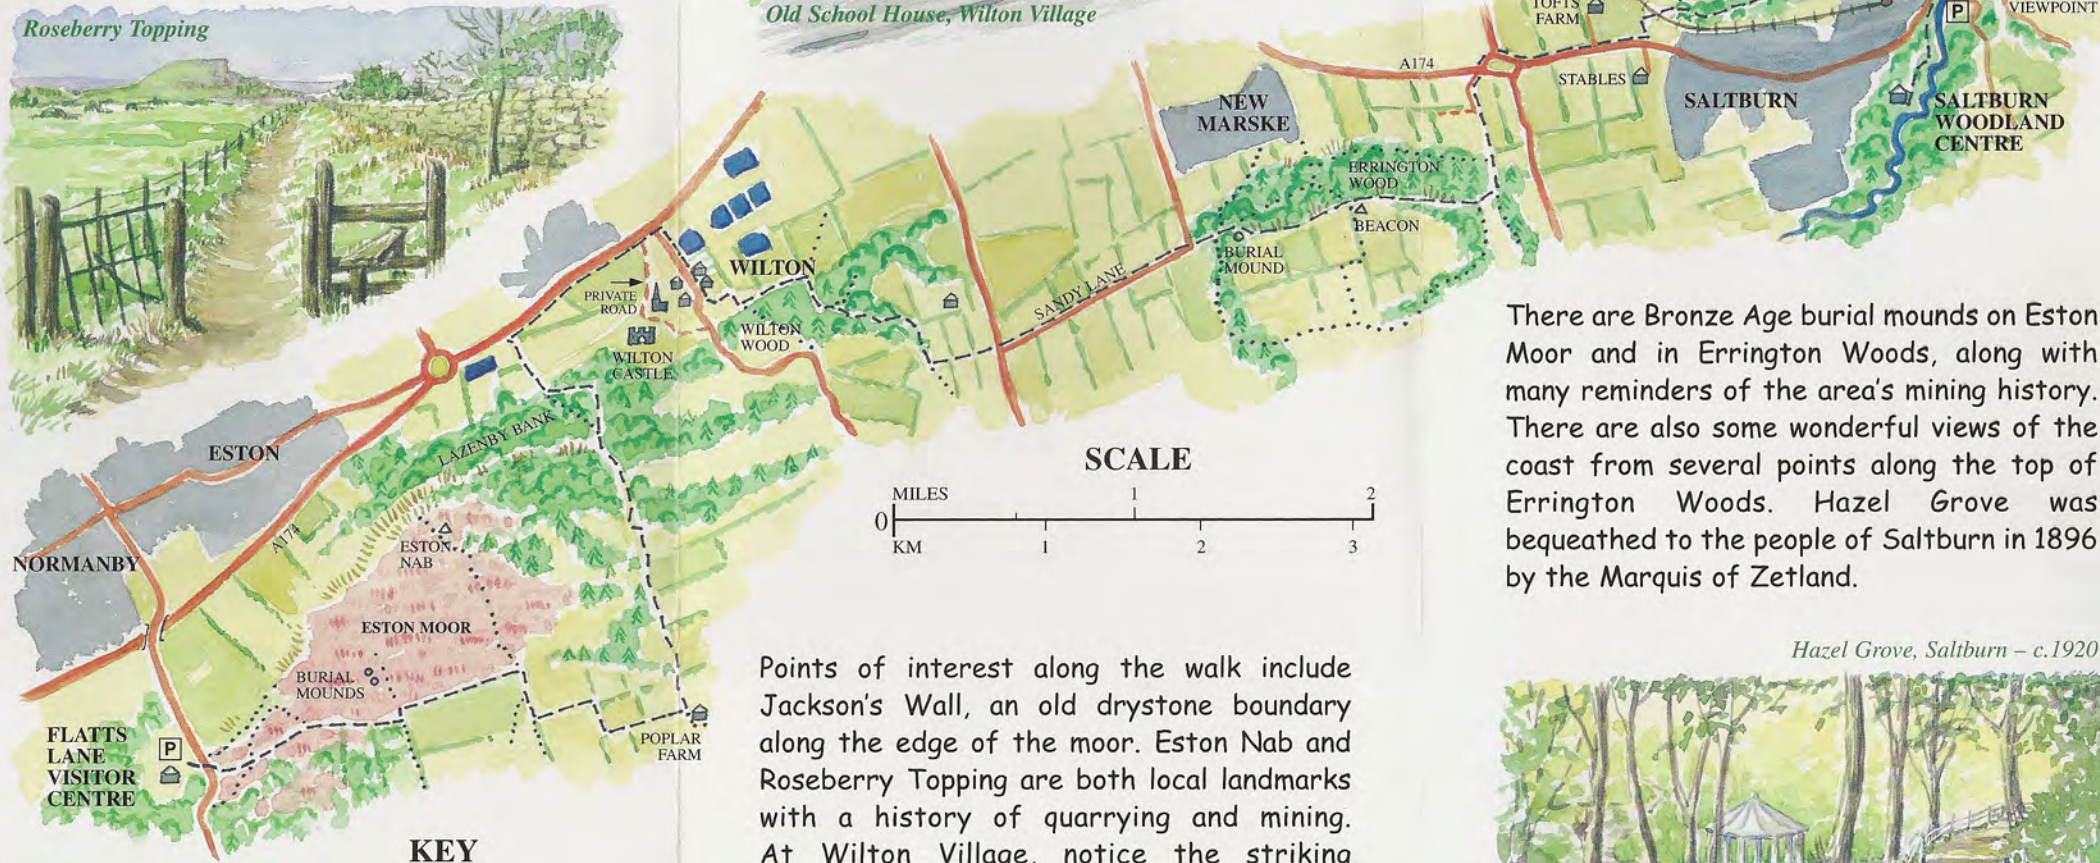 Roseberry Topping
Old School House, Wilton Village
TOFTS
FARM
P
VIEWPOINT
A174
STABLES
NEW
MARSKE
SALTBURN
SALTBURN
WOODLAND
CENTRE
ERRINGTON
WOOD
BEACON
BURIAL
MOUND
SANDY LANE
WILTON
PRIVATE
ROAD
WILTON
WOOD
WILTON
CASTLE
LAZENBY BANK
ESTON
A174
ESTON
NAB
NORMANBY
ESTON MOOR
BURIAL
MOUNDS
FLATTS
LANE
VISITOR
CENTRE
P
POPLAR
FARM
KEY
SCALE
MILES 1 2
0
KM 1 2 3
Points of interest along the walk include
Jackson's Wall, an old drystone boundary
along the edge of the moor. Eston Nab and
Roseberry Topping are both local landmarks
with a history of quarrying and mining.
At Wilton Village, notice the striking
There are Bronze Age burial mounds on Eston
Moor and in Errington Woods, along with
many reminders of the area's mining history.
There are also some wonderful views of the
coast from several points along the top of
Errington Woods. Hazel Grove was
bequeathed to the people of Saltburn in 1896
by the Marquis of Zetland.
Hazel Grove, Saltburn – c.1920